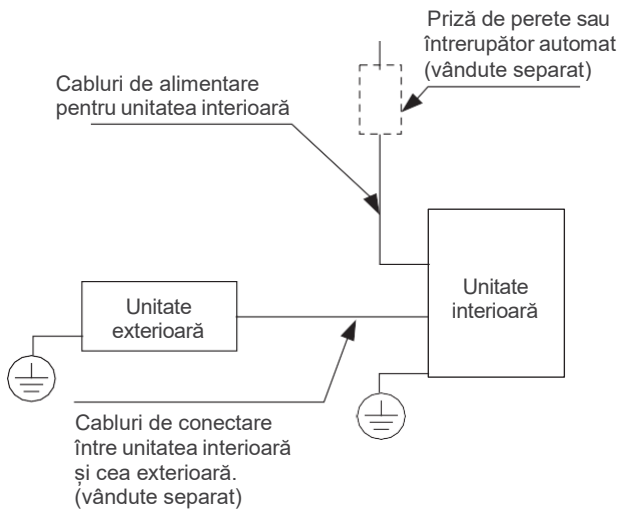 Priză de perete sau
întrerupător automat
(vândute separat)
Cabluri de alimentare
pentru unitatea interioară
Unitate
interioară
Unitate
exterioară
Cabluri de conectare
între unitatea interioară
și cea exterioară.
(vândute separat)